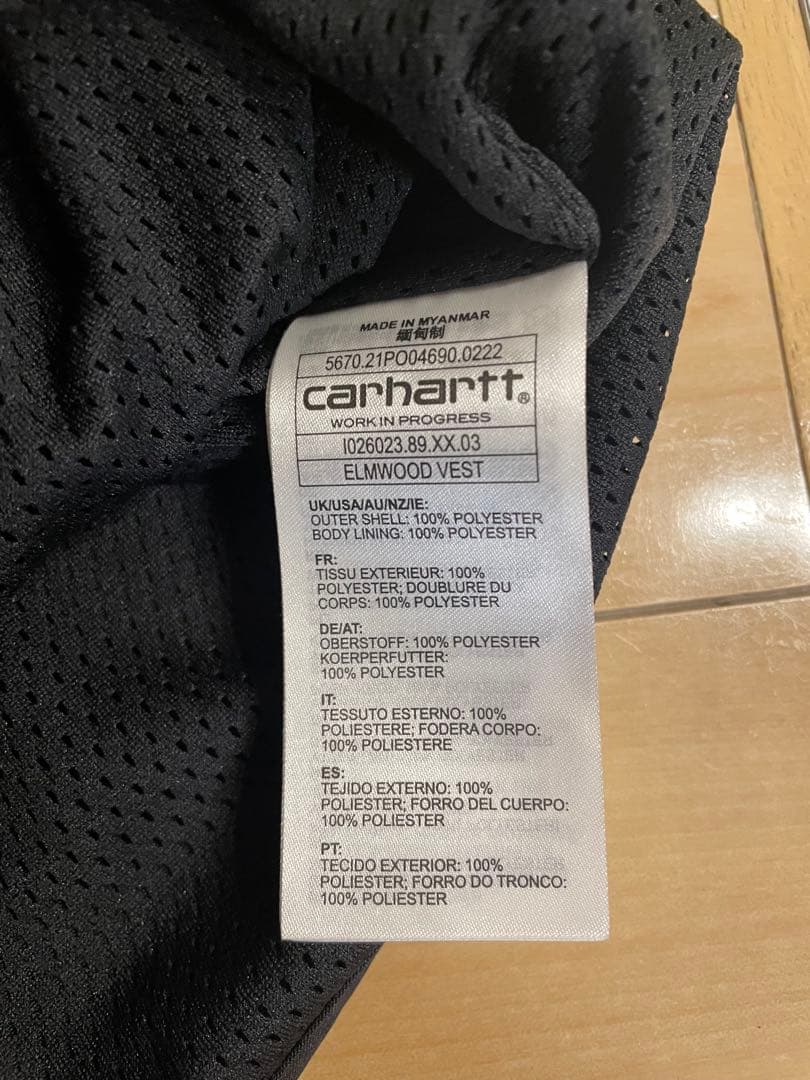 MADE IN MYANMAR
缅甸制
5670.21PO04690.0222
carhartt®
WORK IN PROGRESS
I026023.89.XX.03
ELMWOOD VEST
UK/USA/AU/NZ/IE:
OUTER SHELL: 100% POLYESTER
BODY LINING: 100% POLYESTER
FR:
TISSU EXTERIEUR: 100%
POLYESTER; DOUBLURE DU
CORPS: 100% POLYESTER
DE/AT:
OBERSTOFF: 100% POLYESTER
KOERPERFUTTER:
100% POLYESTER
IT:
TESSUTO ESTERNO: 100%
POLIESTERE; FODERA CORPO:
100% POLIESTERE
ES:
TEJIDO EXTERNO: 100%
POLIESTER; FORRO DEL CUERPO:
100% POLIESTER
PT:
TECIDO EXTERIOR: 100%
POLIESTER; FORRO DO TRONCO:
100% POLIESTER